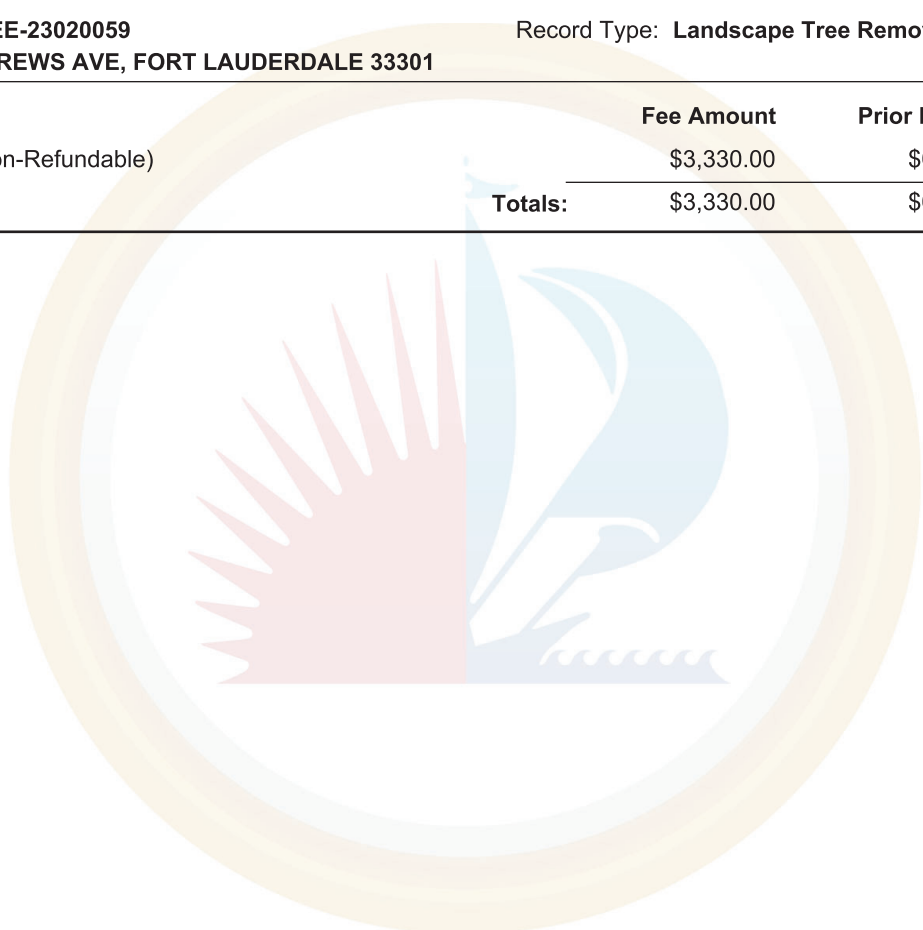 EE-23020059 Record Type: Landscape Tree Remo
REWS AVE, FORT LAUDERDALE 33301
Fee Amount Prior
on-Refundable) $3,330.00 $
Totals: $3,330.00 $